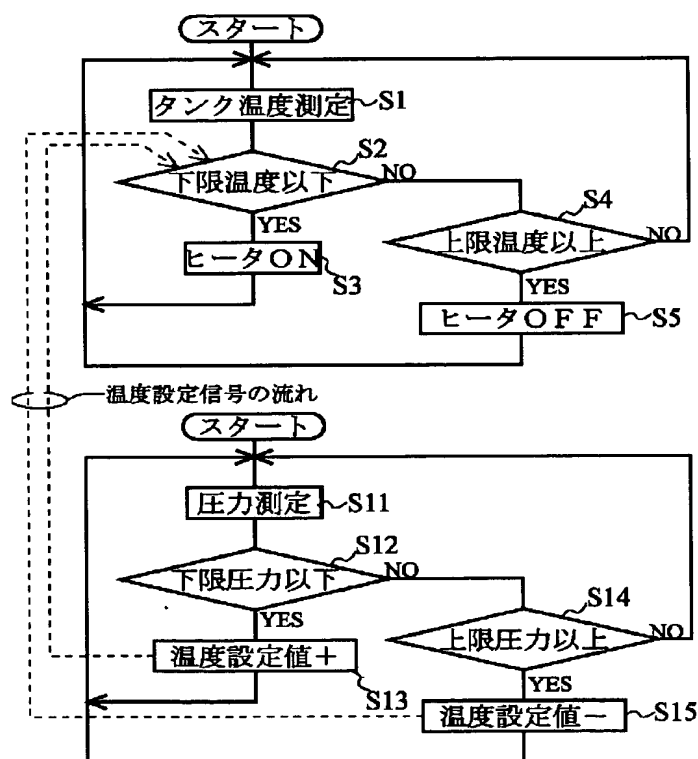 スタート
タンク温度測定
S1
下限温度以下
S2
NO
YES
ヒータON
S3
上限温度以上
S4
NO
YES
ヒータOFF
S5
温度設定信号の流れ
スタート
圧力測定
S11
下限圧力以下
S12
NO
YES
温度設定値+
S13
上限圧力以上
S14
NO
YES
温度設定値-
S15